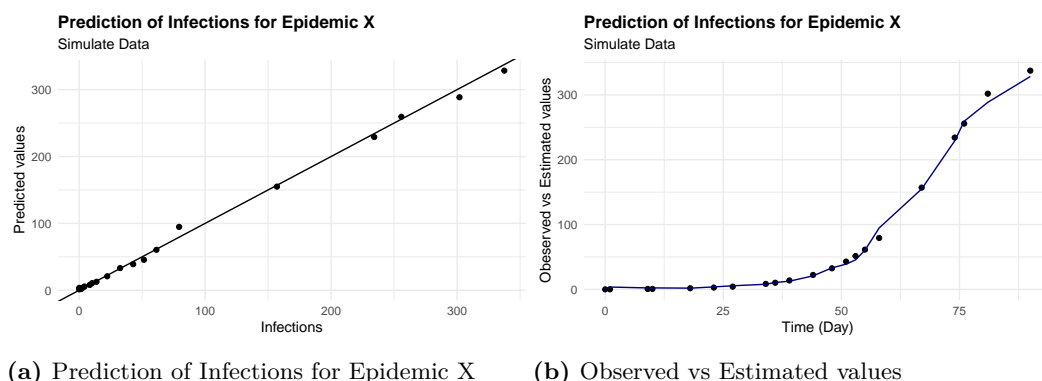 Prediction of Infections for Epidemic X
Simulate Data
Predicted values
300
200
100
0
0 100 200 300
Infections
(a) Prediction of Infections for Epidemic X
Prediction of Infections for Epidemic X
Simulate Data
Obeserved vs Estimated values
300
200
100
0
0 25 50 75
Time (Day)
(b) Observed vs Estimated values